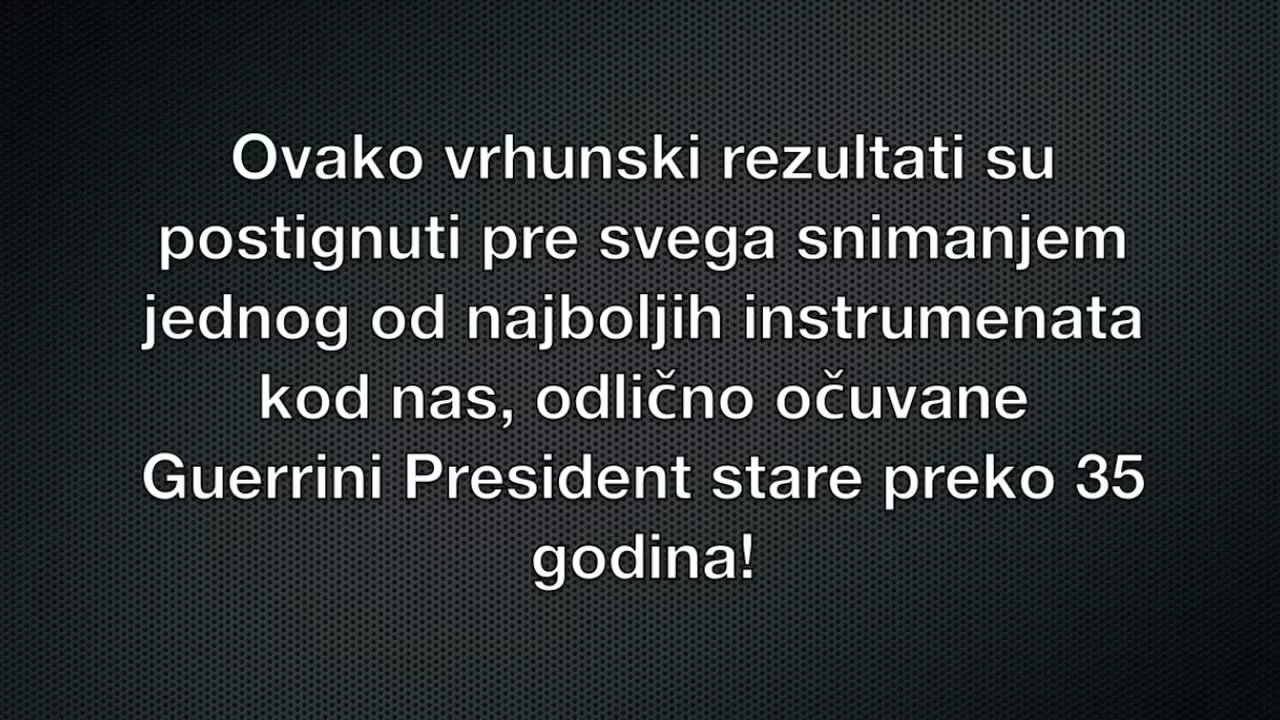 Ovako vrhunski rezultati su
postignuti pre svega snimanjem
jednog od najboljih instrumenata
kod nas, odlično očuvane
Guerrini President stare preko 35
godina!